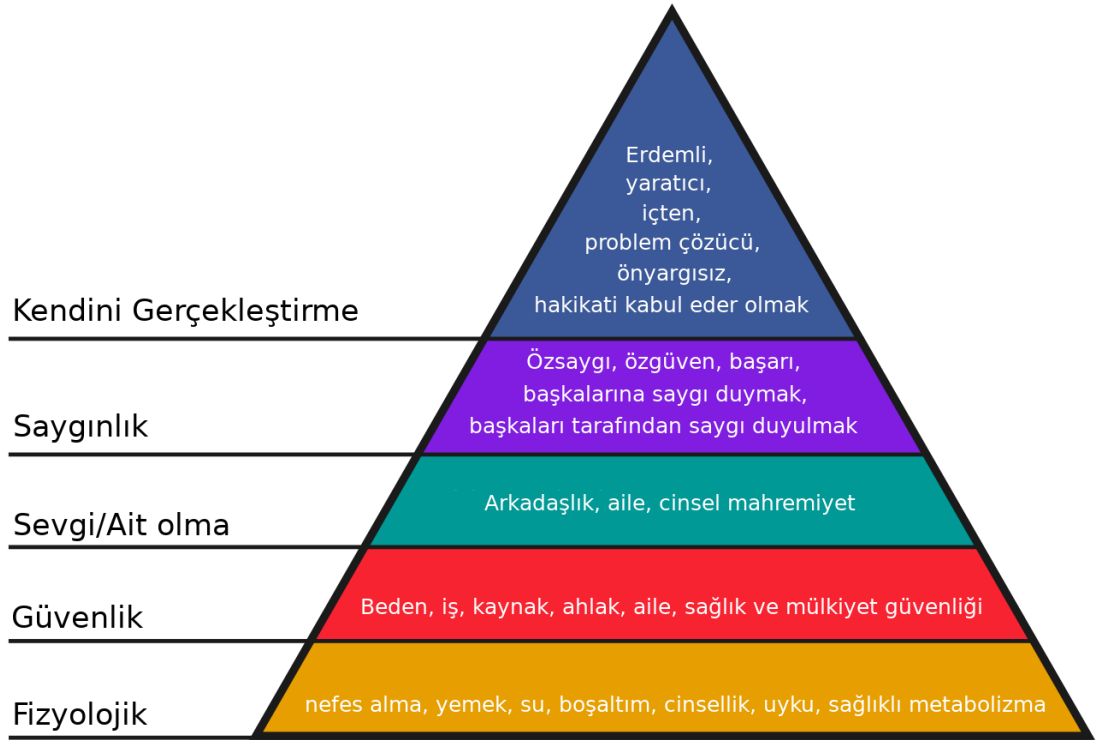 Erdemli,
yaratıcı,
içten,
problem çözücü,
önyargısız,
hakikati kabul eder olmak
Kendini Gerçekleştirme
Özsaygı, özgüven, başarı,
başkalarına saygı duymak,
başkaları tarafından saygı duyulmak
Saygınlık
Arkadaşlık, aile, cinsel mahremiyet
Sevgi/Ait olma
Beden, iş, kaynak, ahlak, aile, sağlık ve mülkiyet güvenliği
Güvenlik
nefes alma, yemek, su, boşaltım, cinsellik, uyku, sağlıklı metabolizma
Fizyolojik